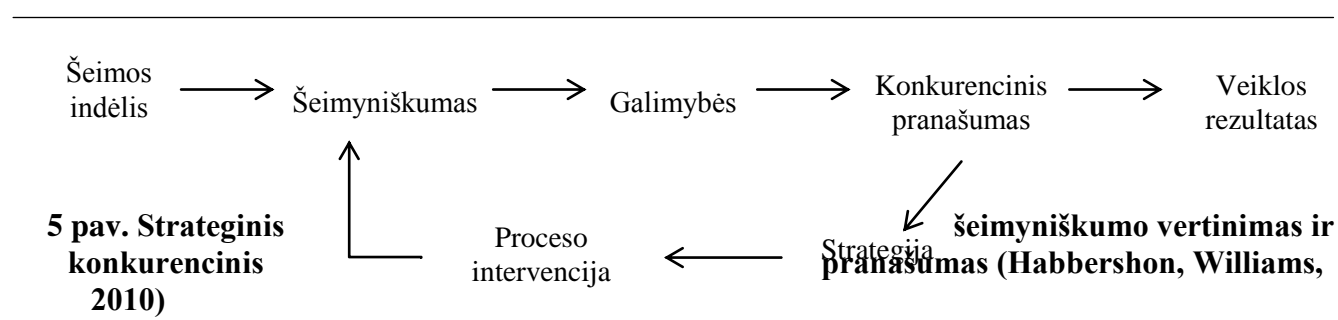 Šeimos
indėlis
Šeimyniškumas
Galimybės
Konkurencinis
pranašumas
Veiklos
rezultatas
Proceso
intervencija
Strategija
5 pav. Strateginis šeimyniškumo vertinimas ir
konkurencinis pranašumas (Habbershon, Williams,
2010)